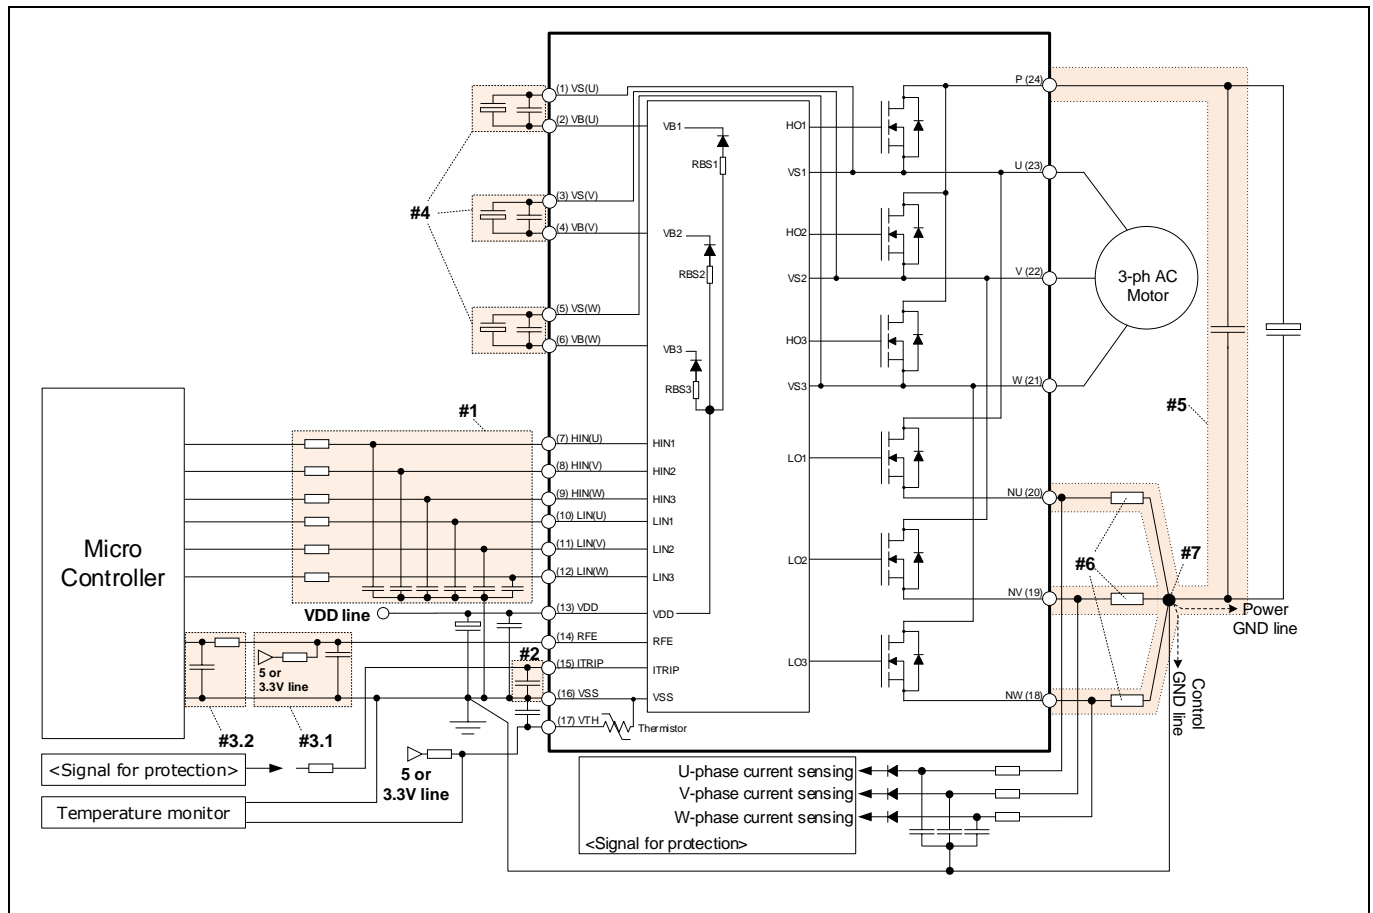 (1) VS(U)
(2) VB(U)
(3) VS(V)
(4) VB(V)
(5) VS(W)
(6) VB(W)
#4
VB1
RBS1
VB2
RBS2
VB3
RBS3
HO1
VS1
HO2
VS2
HO3
VS3
LO1
LO2
LO3
P (24)
U (23)
V (22)
W (21)
NU (20)
NV (19)
NW (18)
3-ph AC
Motor
#5
#6
#7
Power
GND line
Control
GND line
Micro
Controller
#1
(7) HIN(U)
(8) HIN(V)
(9) HIN(W)
(10) LIN(U)
(11) LIN(V)
(12) LIN(W)
(13) VDD
(14) RFE
(15) ITRIP
(16) VSS
(17) VTH
HIN1
HIN2
HIN3
LIN1
LIN2
LIN3
VDD
RFE
ITRIP
VSS
Thermistor
VDD line
#2
5 or
3.3V line
#3.2
#3.1
<Signal for protection>
Temperature monitor
5 or
3.3V line
U-phase current sensing
V-phase current sensing
W-phase current sensing
<Signal for protection>